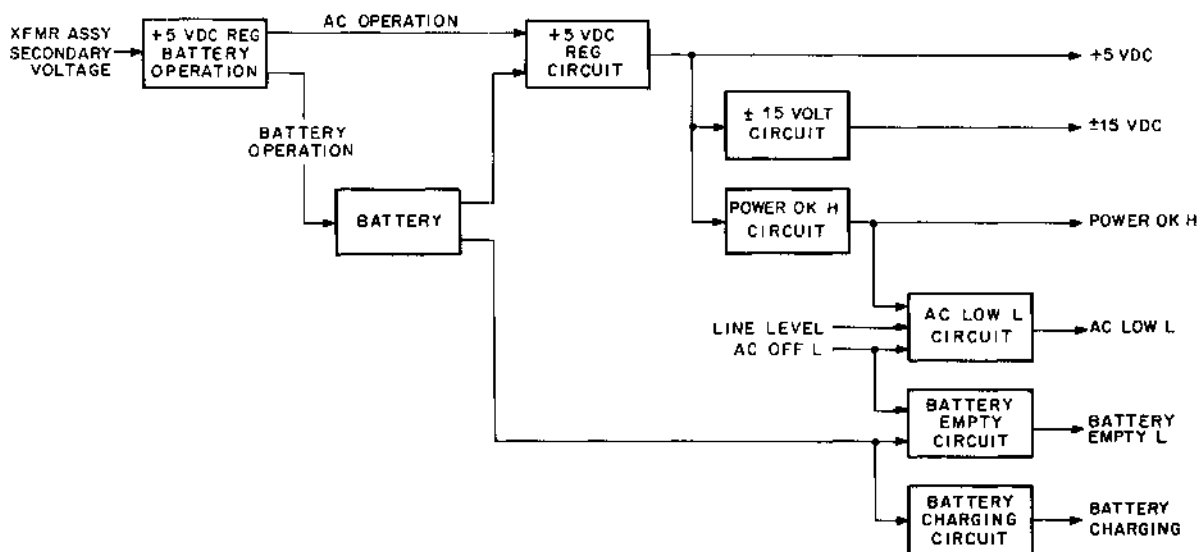 XFMR ASSY
SECONDARY
VOLTAGE
+5 VDC REG
BATTERY
OPERATION
AC OPERATION
+5 VDC
REG
CIRCUIT
+5 VDC
± 15 VOLT
CIRCUIT
±15 VDC
BATTERY
OPERATION
BATTERY
POWER OK H
CIRCUIT
POWER OK H
LINE LEVEL
AC OFF L
AC LOW L
CIRCUIT
AC LOW L
BATTERY
EMPTY
CIRCUIT
BATTERY
EMPTY L
BATTERY
CHARGING
CIRCUIT
BATTERY
CHARGING